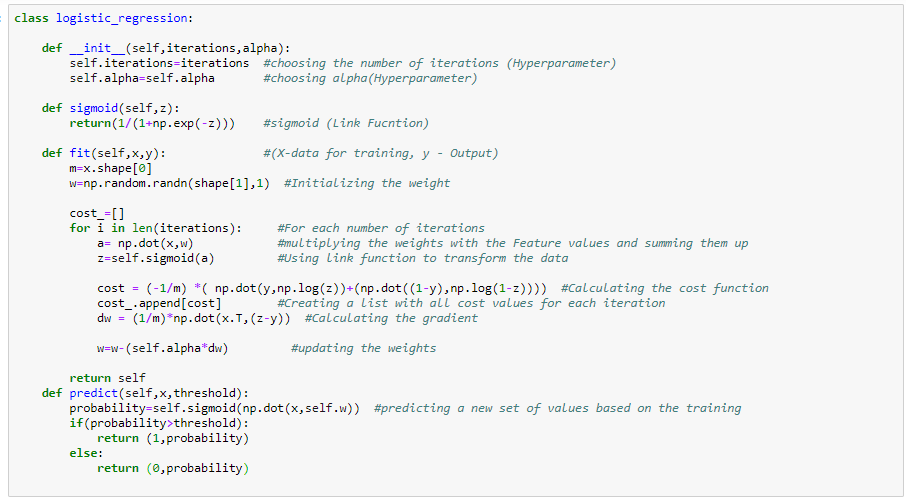 class logistic_regression:
def __init__(self,iterations,alpha):
self.iterations=iterations #choosing the number of iterations (Hyperparameter)
self.alpha=self.alpha #choosing alpha(Hyperparameter)
def sigmoid(self,z):
return(1/(1+np.exp(-z))) #sigmoid (Link Fucntion)
def fit(self,x,y): #(X-data for training, y - Output)
m=x.shape[0]
w=np.random.randn(shape[1],1) #Initializing the weight
cost_=[]
for i in len(iterations): #For each number of iterations
a= np.dot(x,w) #multiplying the weights with the Feature values and summing them up
z=self.sigmoid(a) #Using Link function to transform the data
cost = (-1/m) *( np.dot(y,np.log(z))+(np.dot((1-y),np.log(1-z)))) #Calculating the cost function
cost_.append[cost] #Creating a list with all cost values for each iteration
dw = (1/m)*np.dot(x.T,(z-y)) #Calculating the gradient
w=w-(self.alpha*dw) #updating the weights
return self
def predict(self,x,threshold):
probability=self.sigmoid(np.dot(x,self.w)) #predicting a new set of values based on the training
if(probability>threshold):
return (1,probability)
else:
return (0,probability)